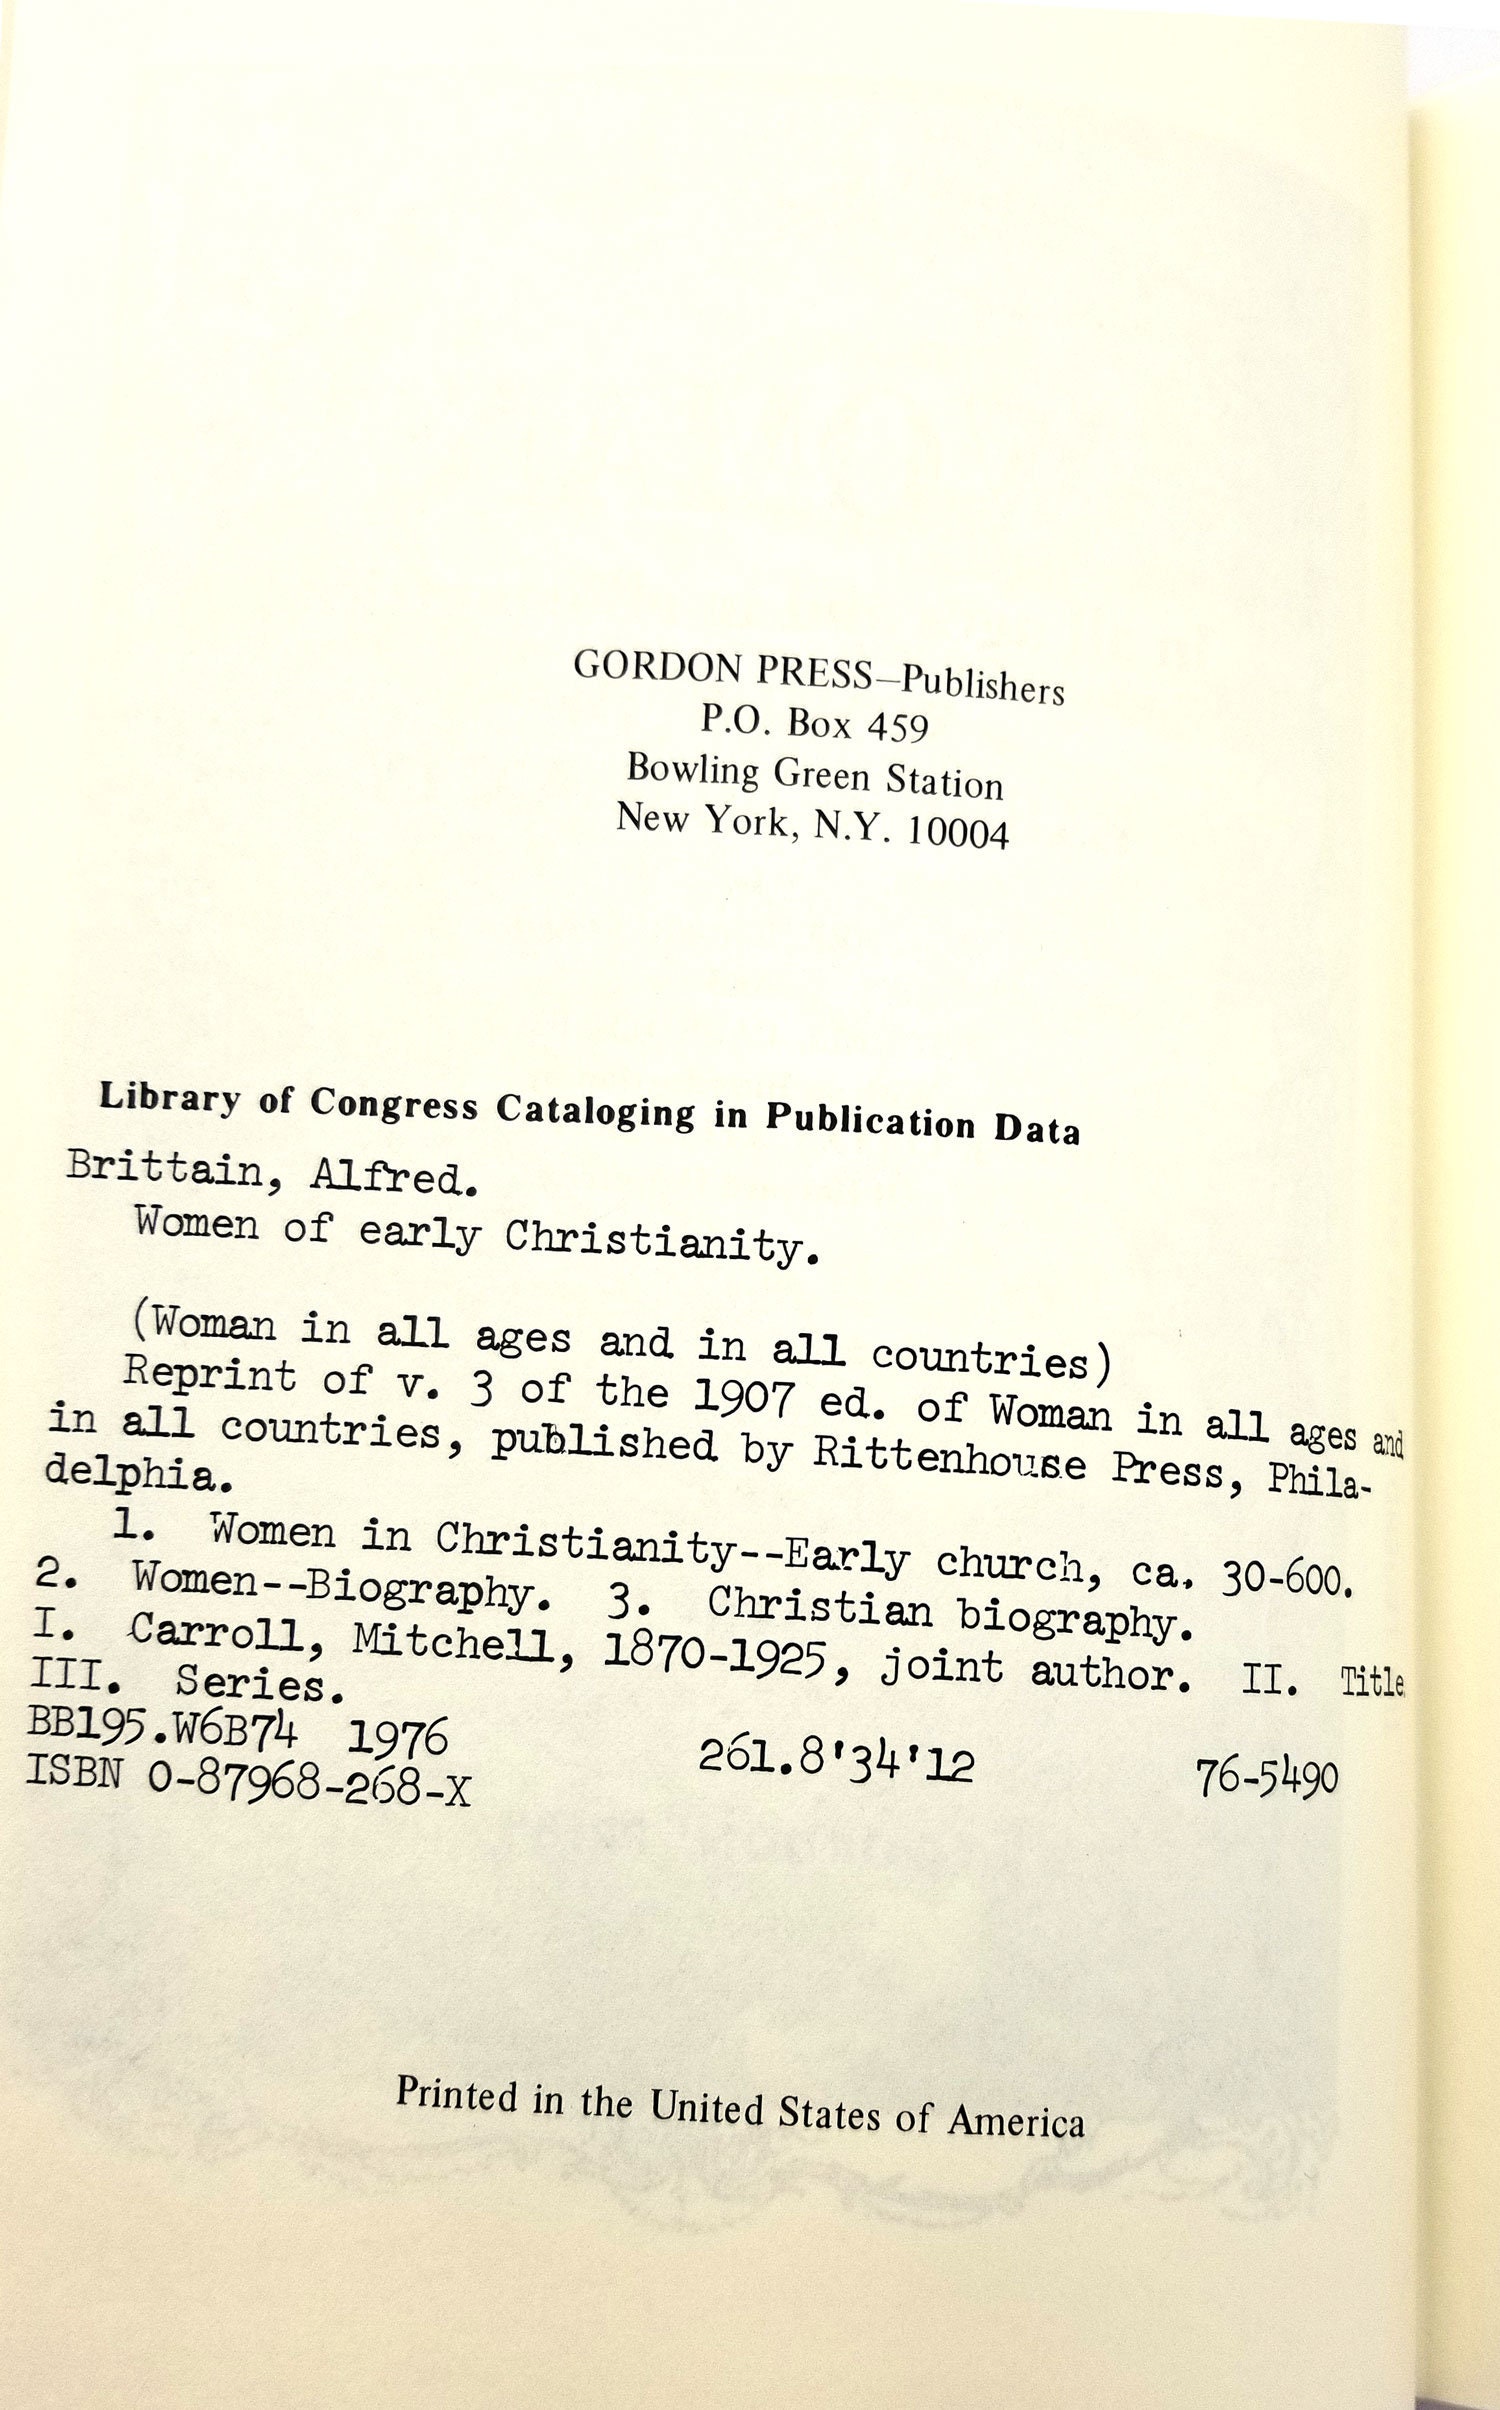 GORDON PRESS—Publishers
P.O. Box 459
Bowling Green Station
New York, N.Y. 10004
Library of Congress Cataloging in Publication Data
Brittain, Alfred.
Women of early Christianity.
(Woman in all ages and in all countries)
Reprint of v. 3 of the 1907 ed. of Woman in all ages and
in all countries, published by Rittenhouse Press, Phila-
delphia.
1. Women in Christianity--Early church, ca. 30-600.
2. Women--Biography. 3. Christian biography.
I. Carroll, Mitchell, 1870-1925, joint author. II. Title
III. Series.
BB195.W6B74 1976 261.8'34'12 76-5490
ISBN 0-87968-268-X
Printed in the United States of America